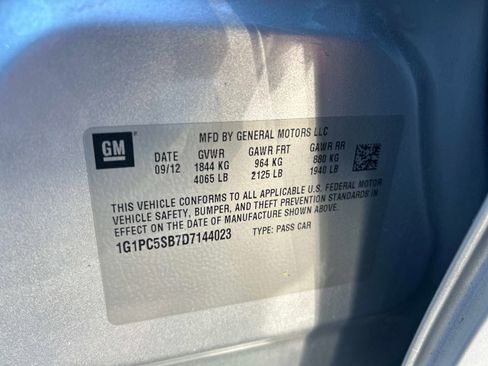 GM
MFD BY GENERAL MOTORS LLC
DATE GVWR GAWR FRT GAWR RR
09/12 1844 KG 964 KG 880 KG
4065 LB 2125 LB 1940 LB
THIS VEHICLE CONFORMS TO ALL APPLICABLE U.S. FEDERAL MOTOR
VEHICLE SAFETY, BUMPER, AND THEFT PREVENTION STANDARDS IN
EFFECT ON THE DATE OF MANUFACTURE SHOWN ABOVE.
1G1PC5SB7D7144023 TYPE: PASS CAR